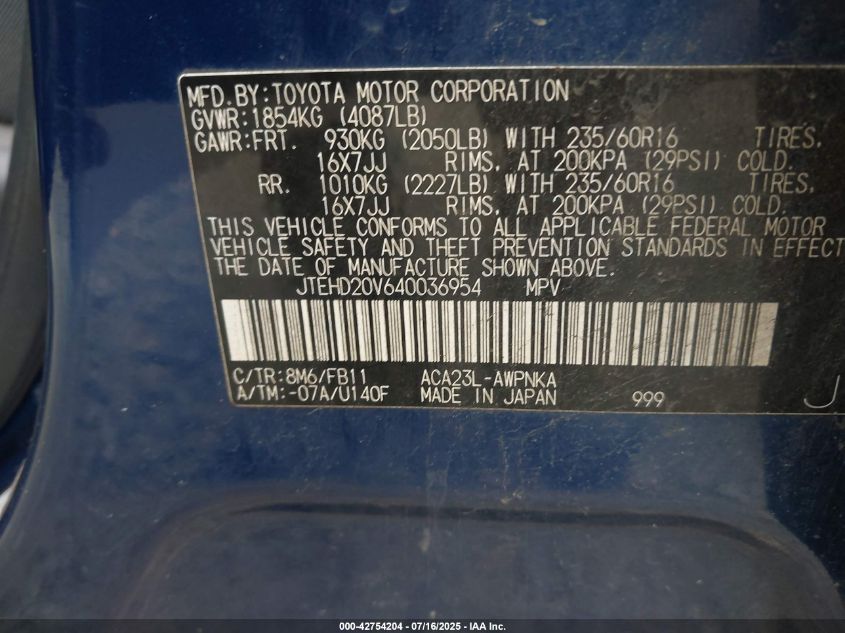 MFD.BY:TOYOTA MOTOR CORPORATION
GVWR:1854KG (4087LB)
GAWR:FRT. 930KG (2050LB) WITH 235/60R16 TIRES.
16X7JJ RIMS, AT 200KPA (29PSI) COLD.
RR. 1010KG (2227LB) WITH 235/60R16 TIRES,
16X7JJ RIMS, AT 200KPA (29PSI) COLD.
THIS VEHICLE CONFORMS TO ALL APPLICABLE FEDERAL MOTOR
VEHICLE SAFETY AND THEFT PREVENTION STANDARDS IN EFFECT
THE DATE OF MANUFACTURE SHOWN ABOVE.
JTEHD20V640036954 MPV
C/TR:8M6/FB11 ACA23L-AWPNKA
A/TM:-07A/U140F MADE IN JAPAN 999 J
000-42754204 - 07/16/2025 - IAA Inc.